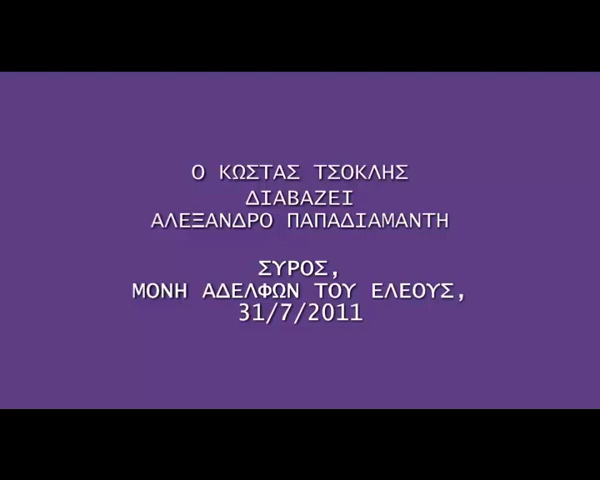 Ο ΚΩΣΤΑΣ ΤΣΟΚΛΗΣ
ΔΙΑΒΑΖΕΙ
ΑΛΕΞΑΝΔΡΟ ΠΑΠΑΔΙΑΜΑΝΤΗ
ΣΥΡΟΣ,
ΜΟΝΗ ΑΔΕΛΦΩΝ ΤΟΥ ΕΛΕΟΥΣ,
31/7/2011